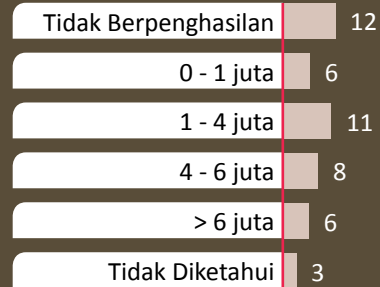 Tidak Berpenghasilan 12
0 - 1 juta 6
1 - 4 juta 11
4 - 6 juta 8
> 6 juta 6
Tidak Diketahui 3